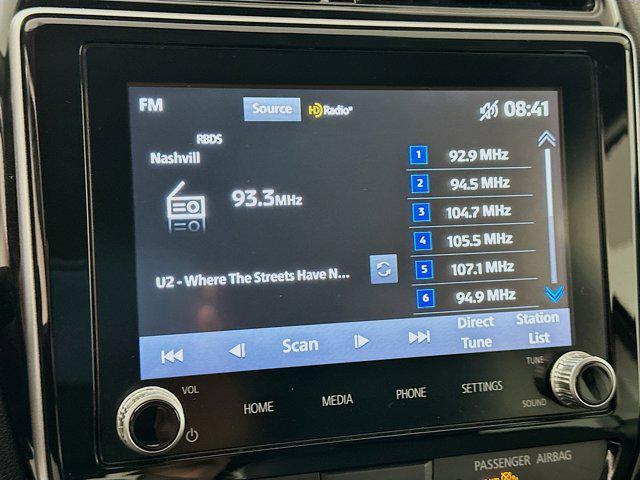 FM Source HD Radio® 08:41
RBDS
Nashvill
93.3MHz
U2 - Where The Streets Have N...
1 92.9 MHz
2 94.5 MHz
3 104.7 MHz
4 105.5 MHz
5 107.1 MHz
6 94.9 MHz
Scan
Direct
Tune
Station
List
VOL
HOME
MEDIA
PHONE
SETTINGS
TUNE
SOUND
PASSENGER AIRBAG